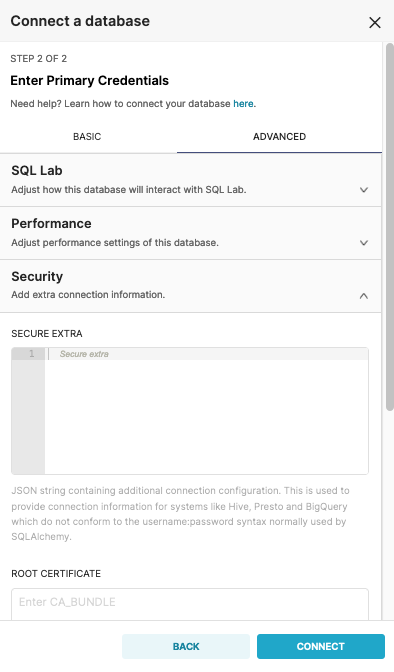 Connect a database
STEP 2 OF 2
Enter Primary Credentials
Need help? Learn how to connect your database here.
BASIC
ADVANCED
SQL Lab
Adjust how this database will interact with SQL Lab.
Performance
Adjust performance settings of this database.
Security
Add extra connection information.
SECURE EXTRA
1 Secure extra
JSON string containing additional connection configuration. This is used to
provide connection information for systems like Hive, Presto and BigQuery
which do not conform to the username:password syntax normally used by
SQLAlchemy.
ROOT CERTIFICATE
Enter CA_BUNDLE
BACK
CONNECT